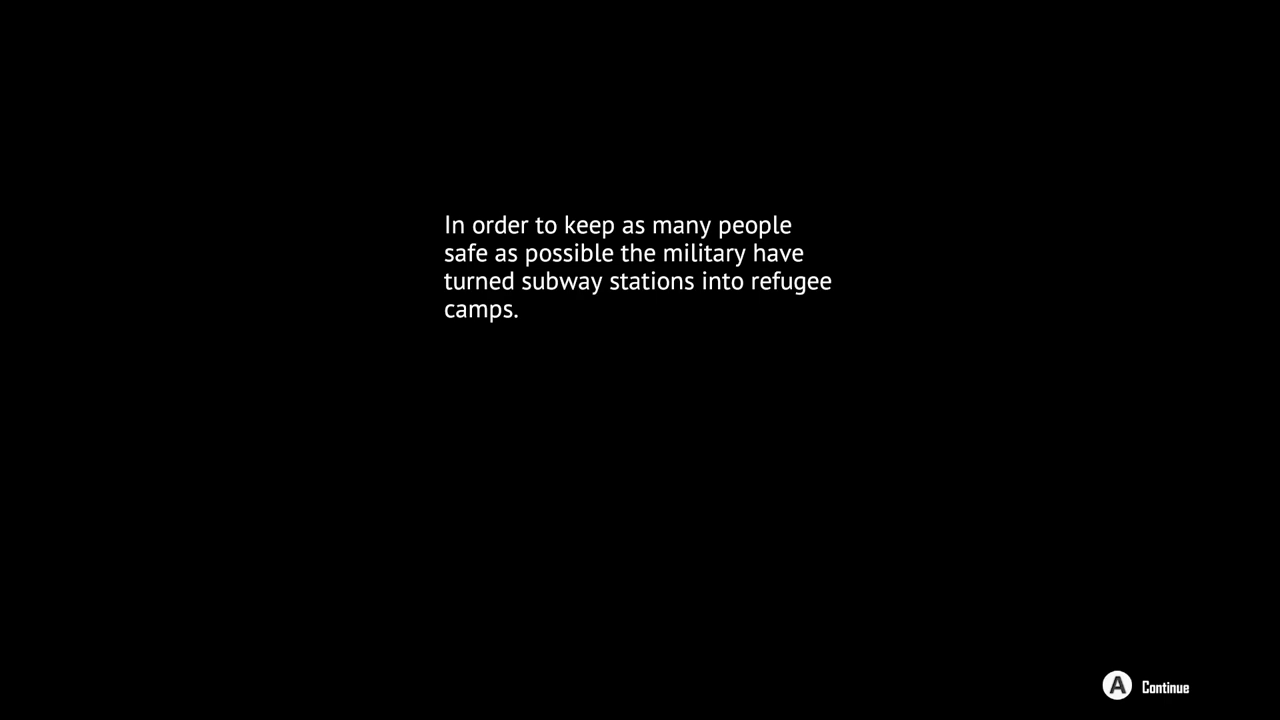 In order to keep as many people
safe as possible the military have
turned subway stations into refugee
camps.
A Continue